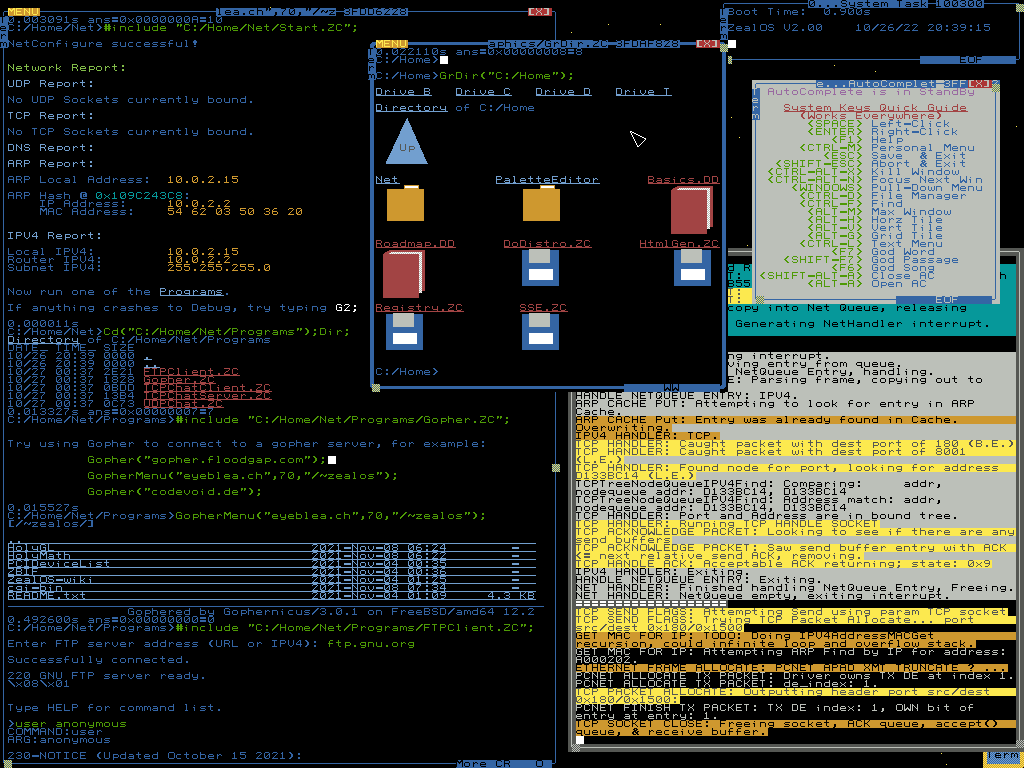 MENU
0.003091s ans=0x0000000A=10
C:/Home/Net>#include "C:/Home/Net/Start.ZC";
NetConfigure successful!
Network Report:
UDP Report:
No UDP Sockets currently bound.
TCP Report:
No TCP Sockets currently bound.
DNS Report:
ARP Report:
ARP Local Address: 10.0.2.15
ARP Hash @ 0x109C243C8:
IP Address: 10.0.2.2
MAC Address: 54 62 03 50 36 20
IPV4 Report:
Local IPV4: 10.0.2.15
Router IPV4: 10.0.2.2
Subnet IPV4: 255.255.255.0
Now run one of the Programs.
If anything crashes to Debug, try typing G2;
0.000011s
C:/Home/Net>Cd("C:/Home/Net/Programs");Dir;
Directory of C:/Home/Net/Programs
DATE_ TIME_ SIZE
10/26 20:39 0000 .
10/26 20:39 0000 ..
10/27 00:37 2E21 FTPClient.ZC
10/27 00:37 1828 Gopher.ZC
10/27 00:37 0BDD TCPChatClient.ZC
10/27 00:37 13B4 TCPChatServer.ZC
10/27 00:37 0C73 UDPChat.ZC
0.013327s ans=0x00000007=7
C:/Home/Net/Programs>#include "C:/Home/Net/Programs/Gopher.ZC";
Try using Gopher to connect to a gopher server, for example:
Gopher("gopher.floodgap.com");
GopherMenu("eyeblea.ch",70,"/~zealos");
Gopher("codevoid.de");
0.015527s
C:/Home/Net/Programs>GopherMenu("eyeblea.ch",70,"/~zealos");
[/~zealos/]
..
HolyGL 2021-Nov-08 06:24 -
HolyMath 2021-Nov-08 06:22 -
PCIDeviceList 2021-Nov-04 00:35 -
ZBIF 2021-Nov-04 00:36 -
ZealOS-wiki 2021-Nov-04 01:25 -
cgi-bin
README.txt 2021-Nov-04 01:09 4.3 KB
Gophered by Gophernicus/3.0.1 on FreeBSD/amd64 12.2
0.492600s ans=0x00000000=0
C:/Home/Net/Programs>#include "C:/Home/Net/Programs/FTPClient.ZC";
Enter FTP server address (URL or IPV4): ftp.gnu.org
Successfully connected.
220 GNU FTP server ready.
\x08\x01
Type HELP for command list.
>user anonymous
COMMAND:user
ARG:anonymous
230-NOTICE (Updated October 15 2021):
More CR 0
MENU
[X]
0.022110s ans=0x00000008=8
C:/Home>
C:/Home>GrDir("C:/Home");
Drive B Drive C Drive D Drive T
Directory of C:/Home
Up
Net PaletteEditor Basics.DD
Roadmap.DD DoDistro.ZC HtmlGen.ZC
Registry.ZC SSE.ZC
C:/Home>
Boot Time: 0.900s
ZealOS V2.00 10/26/22 20:39:15
EOF
AutoComplete is in StandBy
System Keys Quick Guide
(Works Everywhere)
<SPACE> Left-Click
<ENTER> Right-Click
<F1> Help
<CTRL-M> Personal Menu
<ESC> Save & Exit
<SHIFT-ESC> Abort & Exit
<CTRL-ALT-X> Kill Window
<CTRL-ALT-N> Focus Next Win
<WINDOWS> Pull-Down Menu
<CTRL-D> File Manager
<CTRL-F> Find
<ALT-M> Max Window
<ALT-H> Horz Tile
<ALT-V> Vert Tile
<ALT-G> Grid Tile
<CTRL-L> Text Menu
<F7> God Word
<SHIFT-F7> God Passage
<F6> God Song
<SHIFT-ALT-A> Close AC
<ALT-A> Open AC
EOF
copy into Net Queue, releasing
Generating NetHandler interrupt.
ng interrupt.
ving entry from queue.
NetQueue Entry, handling.
E: Parsing frame, copying out to
HANDLE NETQUEUE ENTRY: IPV4.
ARP CACHE PUT: Attempting to look for entry in ARP
Cache.
ARP CACHE Put: Entry was already found in Cache.
Overwriting.
IPV4 HANDLER: TCP.
TCP HANDLER: Caught packet with dest port of 180 (B.E.)
TCP HANDLER: Caught packet with dest port of 8001
(L.E.)
TCP HANDLER: Found node for port, looking for address
D133BC14 (L.E.)
TCPTreeNodeQueueIPV4Find: Comparing: addr,
nodequeue addr: D133BC14, D133BC14
TCPTreeNodeQueueIPV4Find: Address match: addr,
nodequeue addr: D133BC14, D133BC14
TCP HANDLER: Port and Address are in bound tree.
TCP HANDLER: Running TCP HANDLE SOCKET
TCP ACKNOWLEDGE PACKET: Looking to see if there are any
send buffers
TCP ACKNOWLEDGE PACKET: Saw send buffer entry with ACK
<= next relative send ACK, removing.
TCP HANDLE ACK: Acceptable ACK returning; state: 0x9
IPV4 HANDLER: Exiting.
HANDLE NETQUEUE ENTRY: Exiting.
NET HANDLER: Finished handling NetQueue Entry, Freeing.
NET HANDLER: NetQueue empty, exiting interrupt.
TCP SEND FLAGS: Attempting Send using param TCP socket
TCP SEND FLAGS: Trying TCP Packet Allocate... port
src/dest 0x180/0x1500
GET MAC FOR IP: TODO: Doing IPV4AddressMACGet
recursion, could infinite loop and overflow stack.
GET MAC FOR IP: Attempting ARP Find by IP for address:
A000202.
ETHERNET FRAME ALLOCATE: PCNET APAD XMT TRUNCATE ? ...
PCNET ALLOCATE TX PACKET: Driver owns TX DE at index 1.
PCNET ALLOCATE TX PACKET: de_index: 1.
TCP PACKET ALLOCATE: Outputting header port src/dest
0x180/0x1500:
PCNET FINISH TX PACKET: TX DE index: 1, OWN bit of
entry at entry: 1.
TCP SOCKET CLOSE: Freeing socket, ACK queue, accept()
queue, & receive buffer.
Term